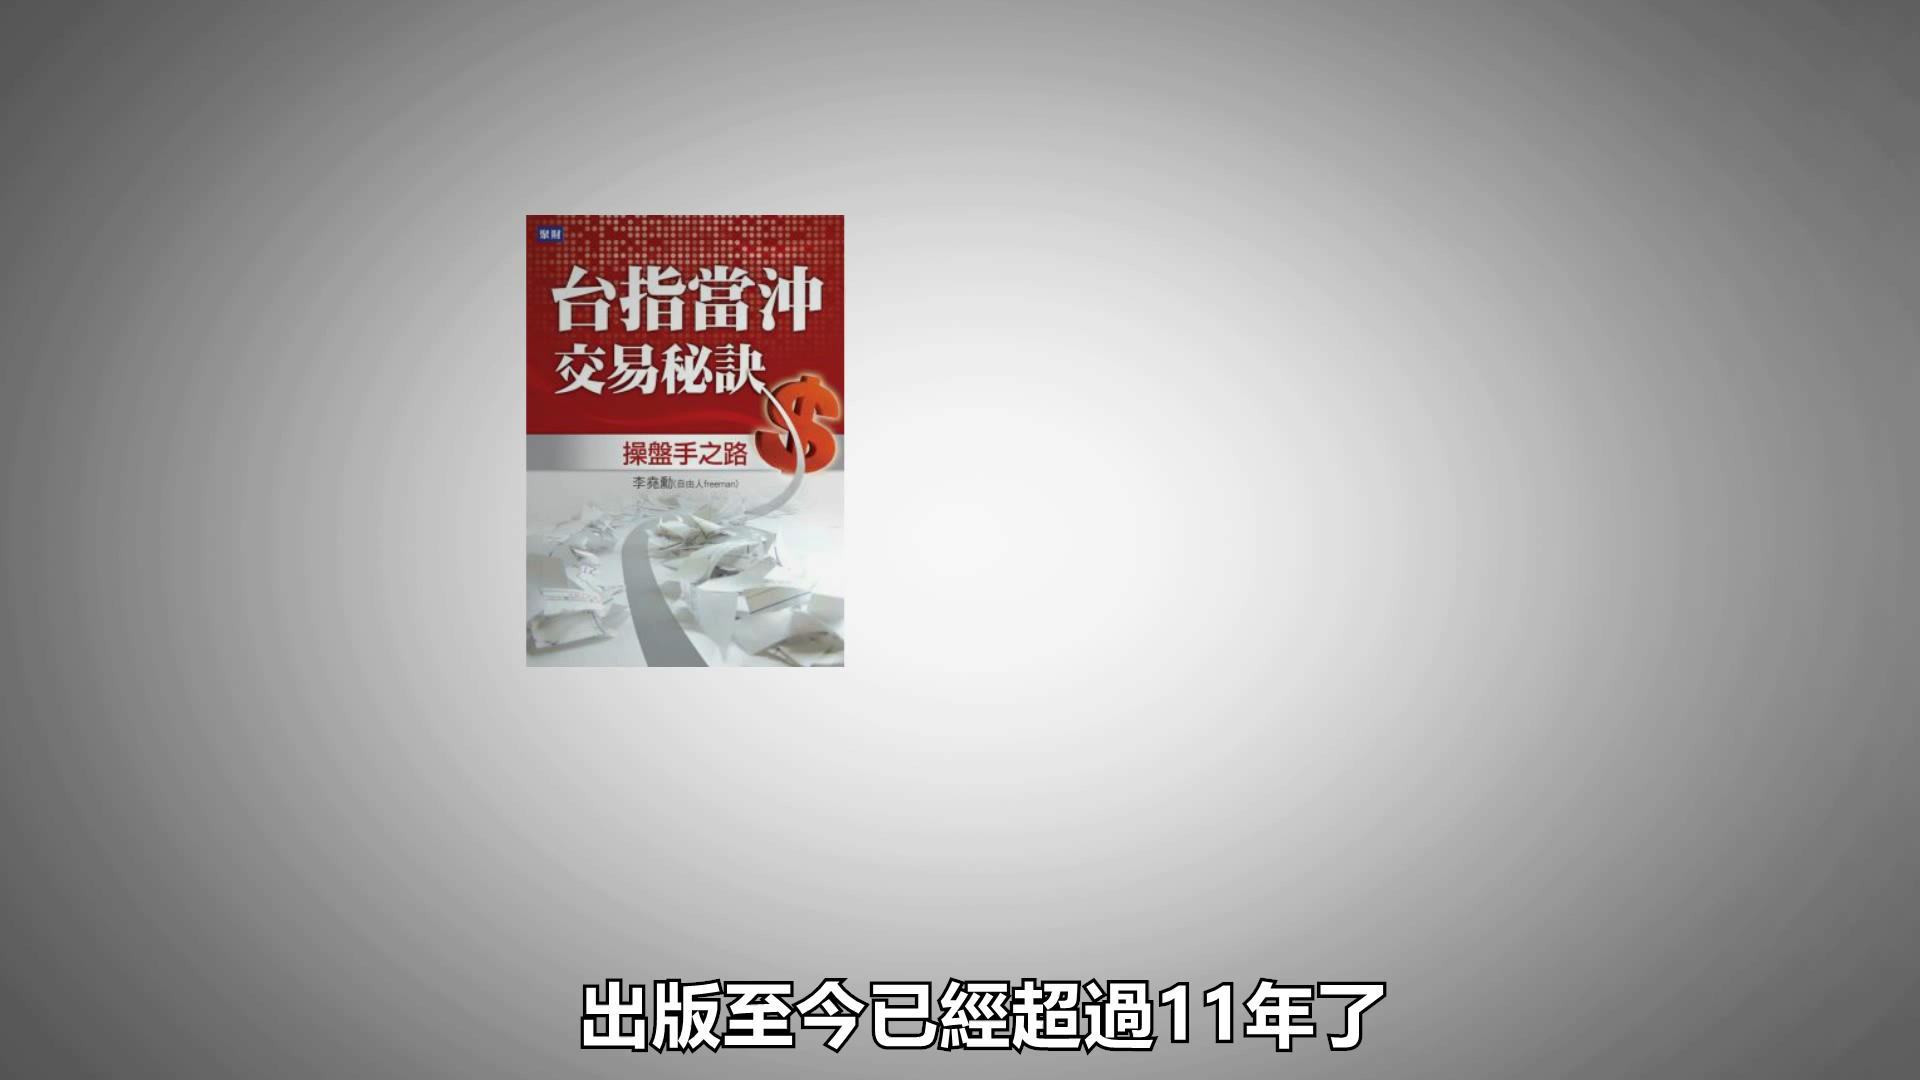 聚財
台指當沖
交易秘訣
操盤手之路
李堯勳(自由人freeman)
出版至今已經超過11年了